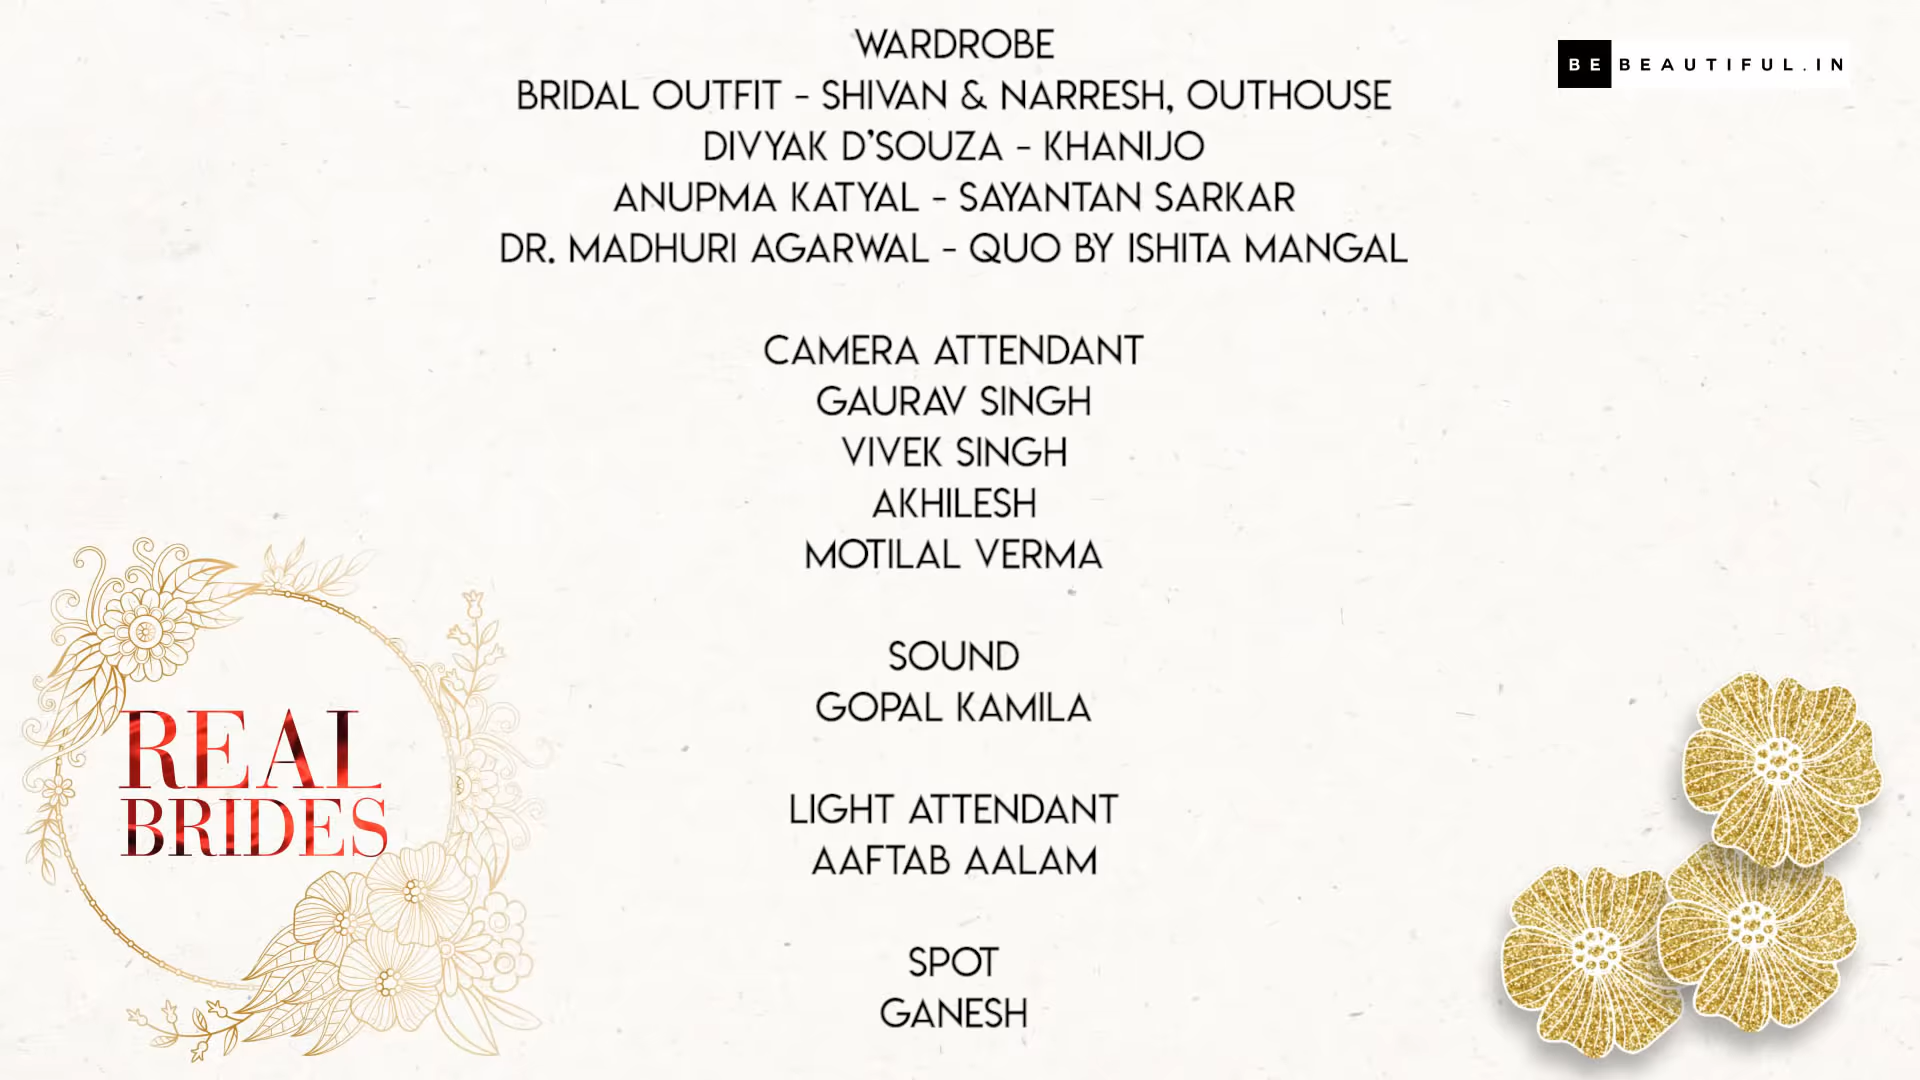 WARDROBE
BRIDAL OUTFIT - SHIVAN & NARRESH, OUTHOUSE
DIVYAK D'SOUZA - KHANIJO
ANUPMA KATYAL - SAYANTAN SARKAR
DR. MADHURI AGARWAL - QUO BY ISHITA MANGAL
CAMERA ATTENDANT
GAURAV SINGH
VIVEK SINGH
AKHILESH
MOTILAL VERMA
SOUND
GOPAL KAMILA
LIGHT ATTENDANT
AAFTAB AALAM
SPOT
GANESH
BE BEAUTIFUL.IN
REAL
BRIDES